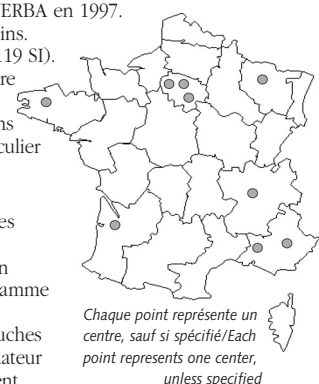 ERBA en 1997.
ins.
19 SI).
re
ns
culier
es
n
amme
uches
ateur
ent
Chaque point représente un
centre, sauf si spécifié/Each
point represents one center,
unless specified